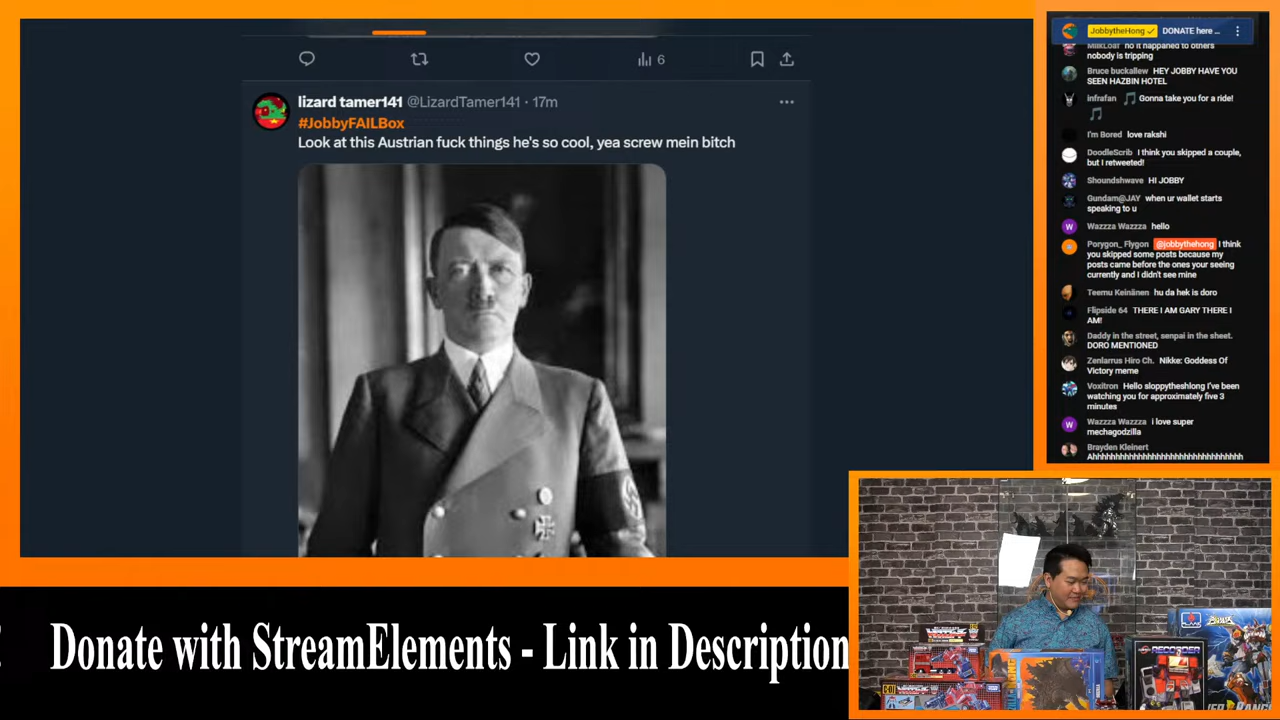 6
lizard tamer141 @LizardTamer141 · 17m
#JobbyFAILBox
Look at this Austrian fuck things he's so cool, yea screw mein bitch
JobbytheHong DONATE here ...
MilkLoaf no it happened to others
nobody is tripping
Bruce buckallew HEY JOBBY HAVE YOU
SEEN HAZBIN HOTEL
infrafan 🎵 Gonna take you for a ride!
🎵
I'm Bored love rakshi
DoodleScrib I think you skipped a couple,
but I retweeted!
Shoundshwave HI JOBBY
Gundam@JAY when ur wallet starts
speaking to u
W Wazzza Wazzza hello
Porygon_ Flygon @jobbythehong I think
you skipped some posts because my
posts came before the ones your seeing
currently and I didn't see mine
Teemu Keinänen hu da hek is doro
Flipside 64 THERE I AM GARY THERE I
AM!
Daddy in the street, senpai in the sheet.
DORO MENTIONED
Zenlarrus Hiro Ch. Nikke: Goddess Of
Victory meme
Voxitron Hello sloppytheshlong I've been
watching you for approximately five 3
minutes
W Wazzza Wazzza i love super
mechagodzilla
Brayden Kleinert
Ahhhhhhhhhhhhhhhhhhhhhhhhhhhhhhhhh
Donate with StreamElements - Link in Description
RECORDER